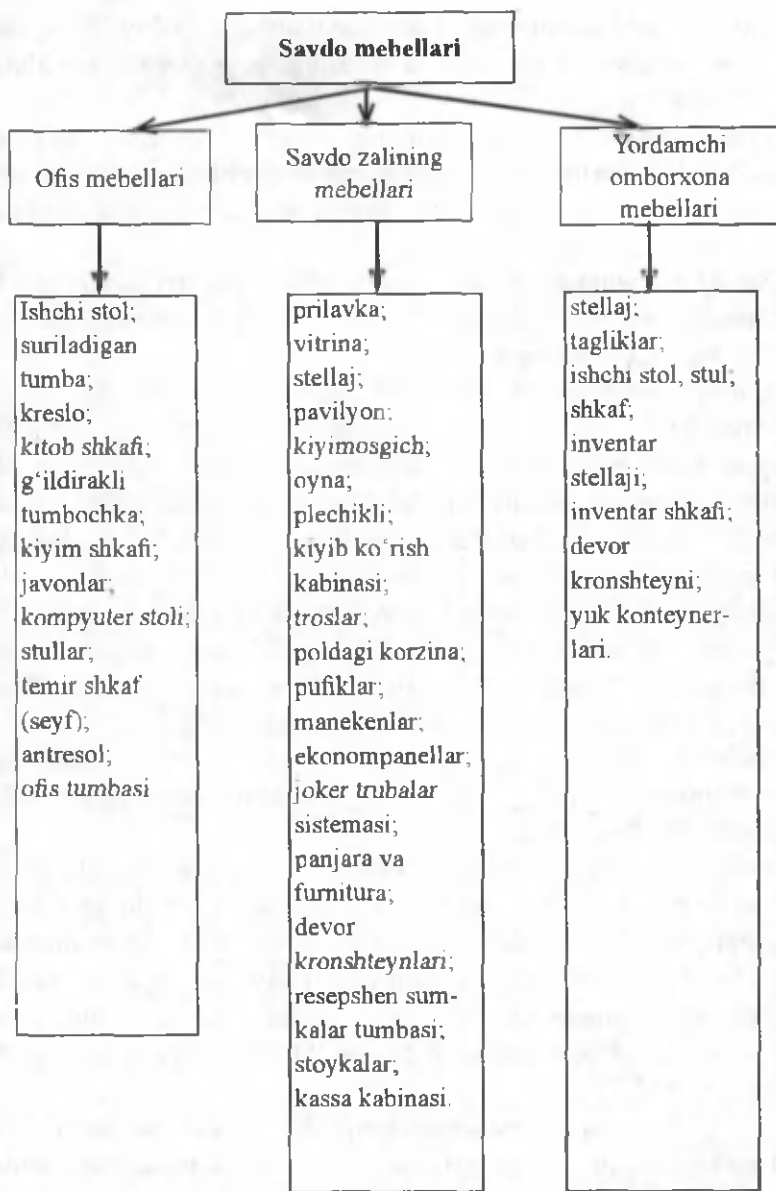 Savdo mebellari
Ofis mebellari
Savdo zalining
mebellari
Yordamchi
omborxona
mebellari
Ishchi stol;
suriladigan
tumba;
kreslo;
kitob shkafi;
g‘ildirakli
tumbochka;
kiyim shkafi;
javonlar;
kompyuter stoli;
stullar;
temir shkaf
(seyf);
antresol;
ofis tumbasi
prilavka;
vitrina;
stellaj;
pavilyon;
kiyimosgich;
oyna;
plechikli;
kiyib ko‘rish
kabinasi;
troslar;
poldagi korzina;
pufiklar;
manekenlar;
ekonompanellar;
joker trubalar
sistemasi;
panjara va
furnitura;
devor
kronshteynlari;
resepshen sum-
kalar tumbasi;
stoykalar;
kassa kabinasi.
stellaj;
tagliklar;
ishchi stol, stul;
shkaf;
inventar
stellaji;
inventar shkafi;
devor
kronshteyni;
yuk konteyner-
lari.